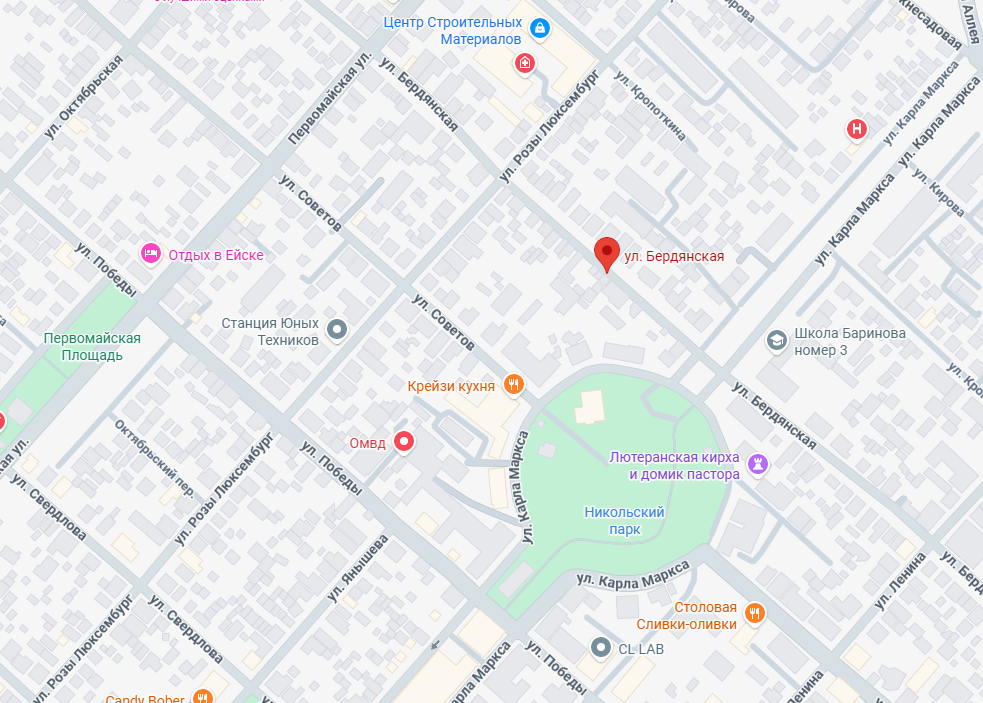 Центр Строительных
Материалов
ул. Октябрьская
Первомайская ул.
ул. Бердянская
ул. Розы Люксембург
ул. Кропоткина
ул. Карла Маркса
ул. Карла Маркса
Аллея
ул. Карла Маркса
ул. Кирова
ул. Советов
ул. Победы
Отдых в Ейске
ул. Бердянская
Станция Юных
Техников
ул. Советов
Первомайская
Площадь
Школа Баринова
номер 3
Крейзи кухня
ул. Бердянская
Октябрьский пер.
Омвд
ул. Победы
ул. Карла Маркса
Лютеранская кирха
и домик пастора
Никольский
парк
ул. Свердлова
ул. Розы Люксембург
ул. Янышева
ул. Карла Маркса
ул. Ленина
Столовая
Сливки-оливки
ул. Свердлова
CL LAB
ул. Победы
ул. Розы Люксембург
Candy Bober